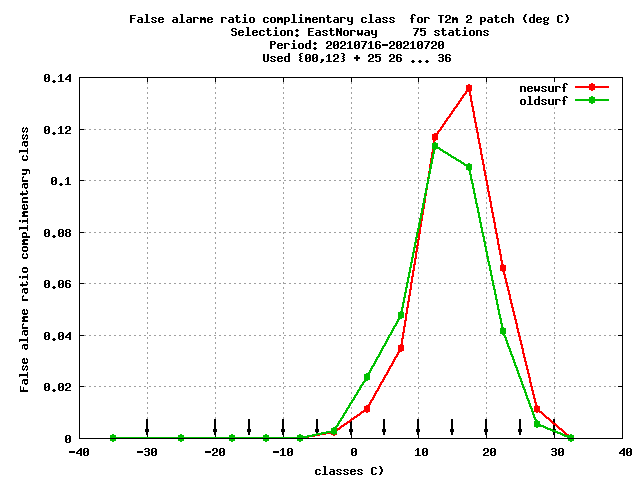 False alarme ratio complimentary class  for T2m 2 patch (deg C)
Selection: EastNorway     75 stations
Period: 20210716-20210720
Used {00,12} + 25 26 ... 36
newsurf
oldsurf
False alarme ratio complimentary class
0.14
0.12
0.1
0.08
0.06
0.04
0.02
0
-40 -30 -20 -10 0 10 20 30 40
classes C)